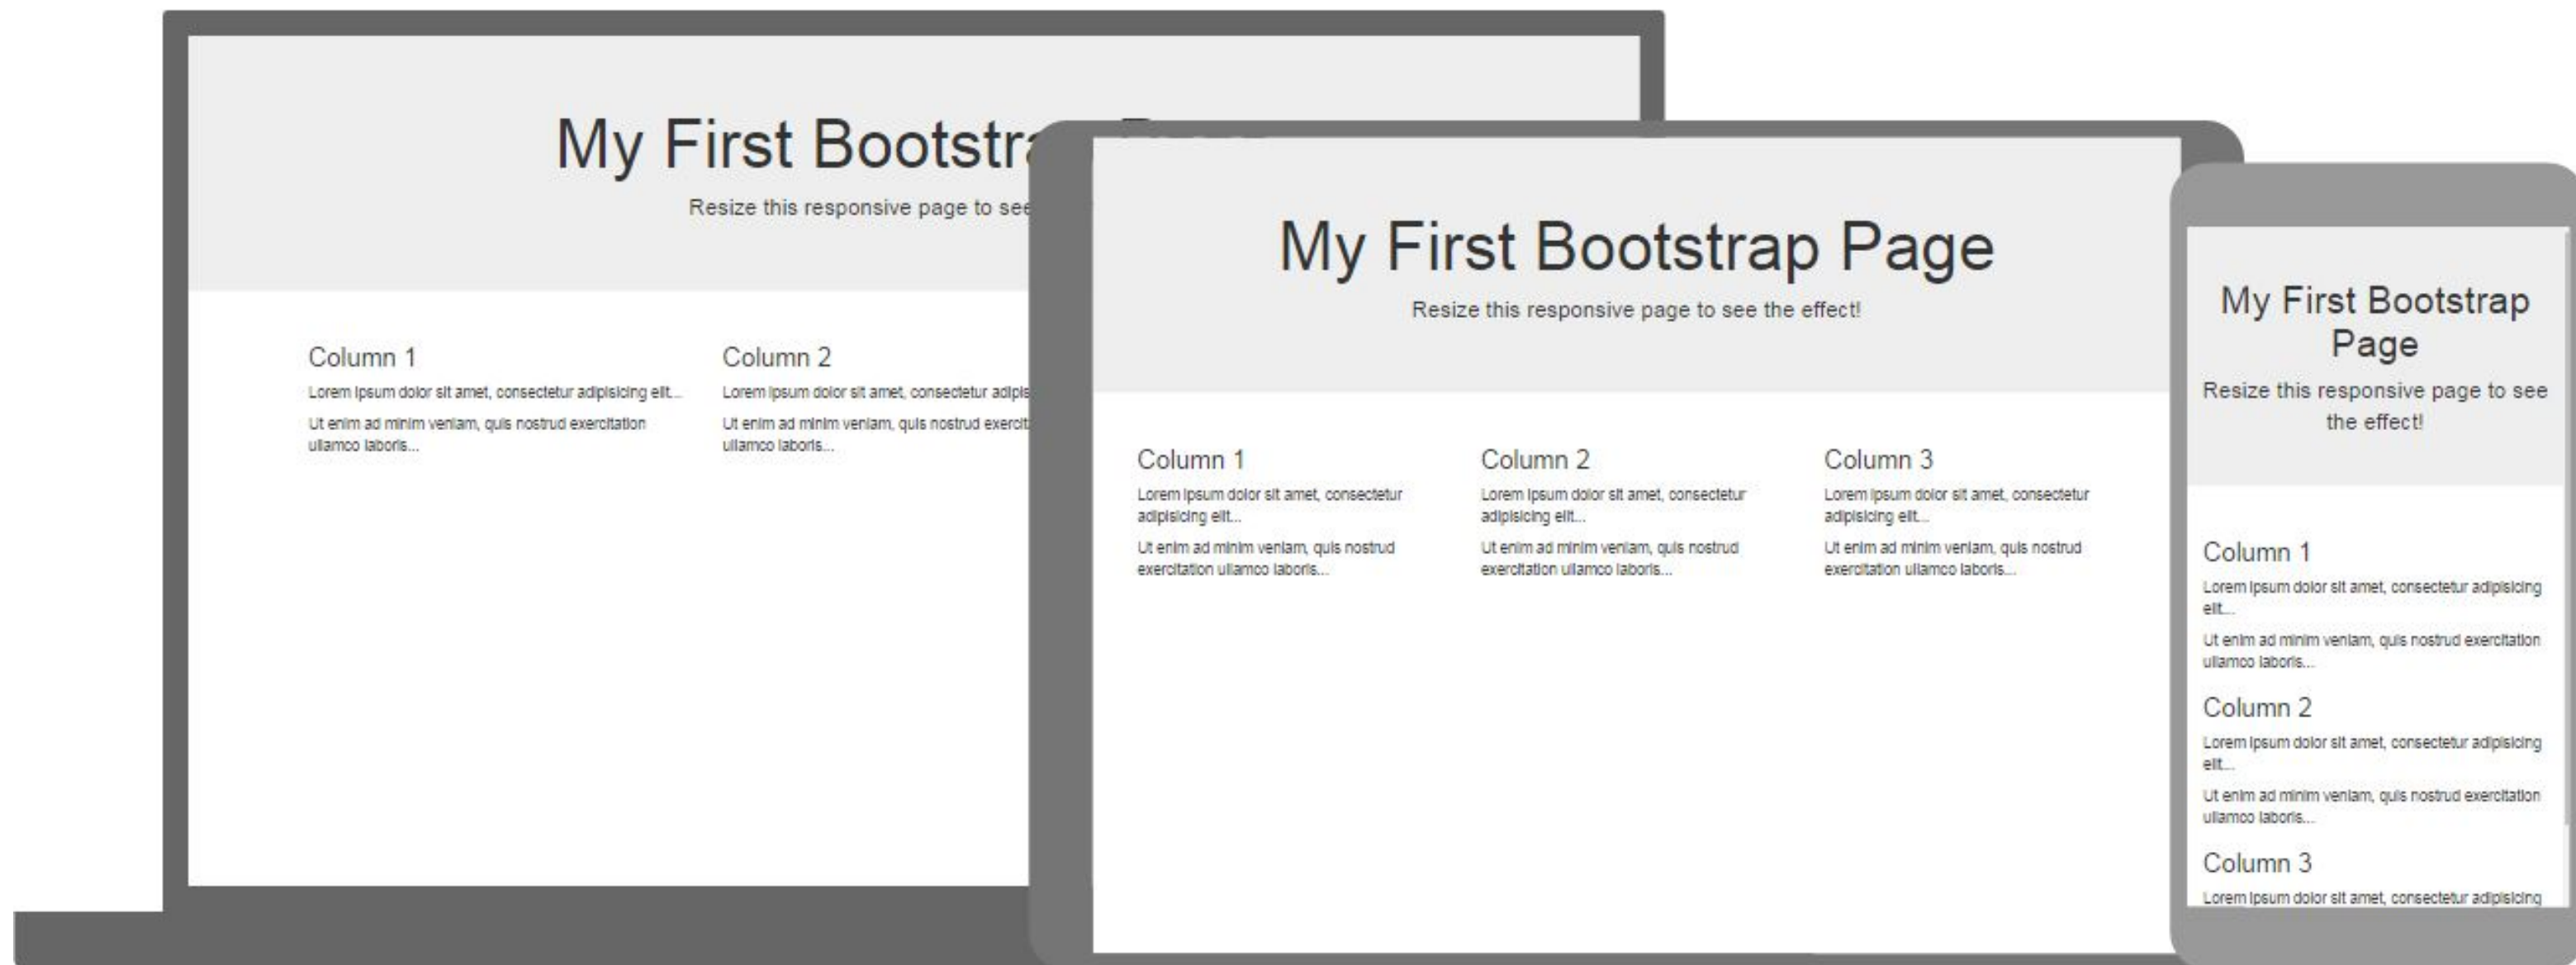 My First Bootstra
Resize this responsive page to see
Column 1
Lorem ipsum dolor sit amet, consectetur adipisicing elit...
Ut enim ad minim veniam, quis nostrud exercitation
ullamco laboris...
Column 2
Lorem ipsum dolor sit amet, consectetur adipis
Ut enim ad minim veniam, quis nostrud exercit
ullamco laboris...
My First Bootstrap Page
Resize this responsive page to see the effect!
Column 1
Lorem ipsum dolor sit amet, consectetur
adipisicing elit...
Ut enim ad minim veniam, quis nostrud
exercitation ullamco laboris...
Column 2
Lorem ipsum dolor sit amet, consectetur
adipisicing elit...
Ut enim ad minim veniam, quis nostrud
exercitation ullamco laboris...
Column 3
Lorem ipsum dolor sit amet, consectetur
adipisicing elit...
Ut enim ad minim veniam, quis nostrud
exercitation ullamco laboris...
My First Bootstrap
Page
Resize this responsive page to see
the effect!
Column 1
Lorem ipsum dolor sit amet, consectetur adipisicing
elit...
Ut enim ad minim veniam, quis nostrud exercitation
ullamco laboris...
Column 2
Lorem ipsum dolor sit amet, consectetur adipisicing
elit...
Ut enim ad minim veniam, quis nostrud exercitation
ullamco laboris...
Column 3
Lorem ipsum dolor sit amet, consectetur adipisicing